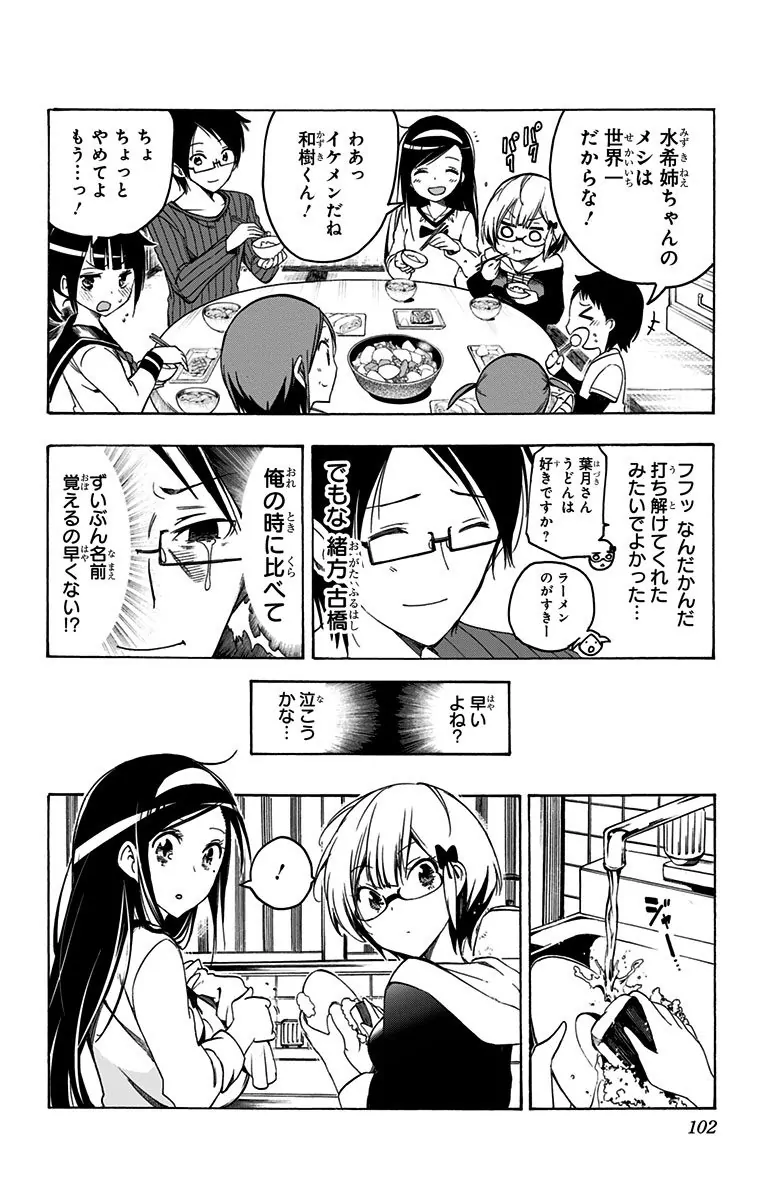 水希姉ちゃんの
メシは
世界一
だからな!
パク
パク
わあっ
イケメンだね
和樹くん!
ちょ
ちょっと
やめてよ
もう…っ!
フフッ なんだかんだ
打ち解けてくれた
みたいでよかった…
葉月さん
うどんは
好きですか?
ラーメン
のがすきー
でもな 緒方 古橋
俺の時に比べて
ずいぶん名前
覚えるの早くない!?
早い
よね?
泣こう
かな…
ジャー
!
102